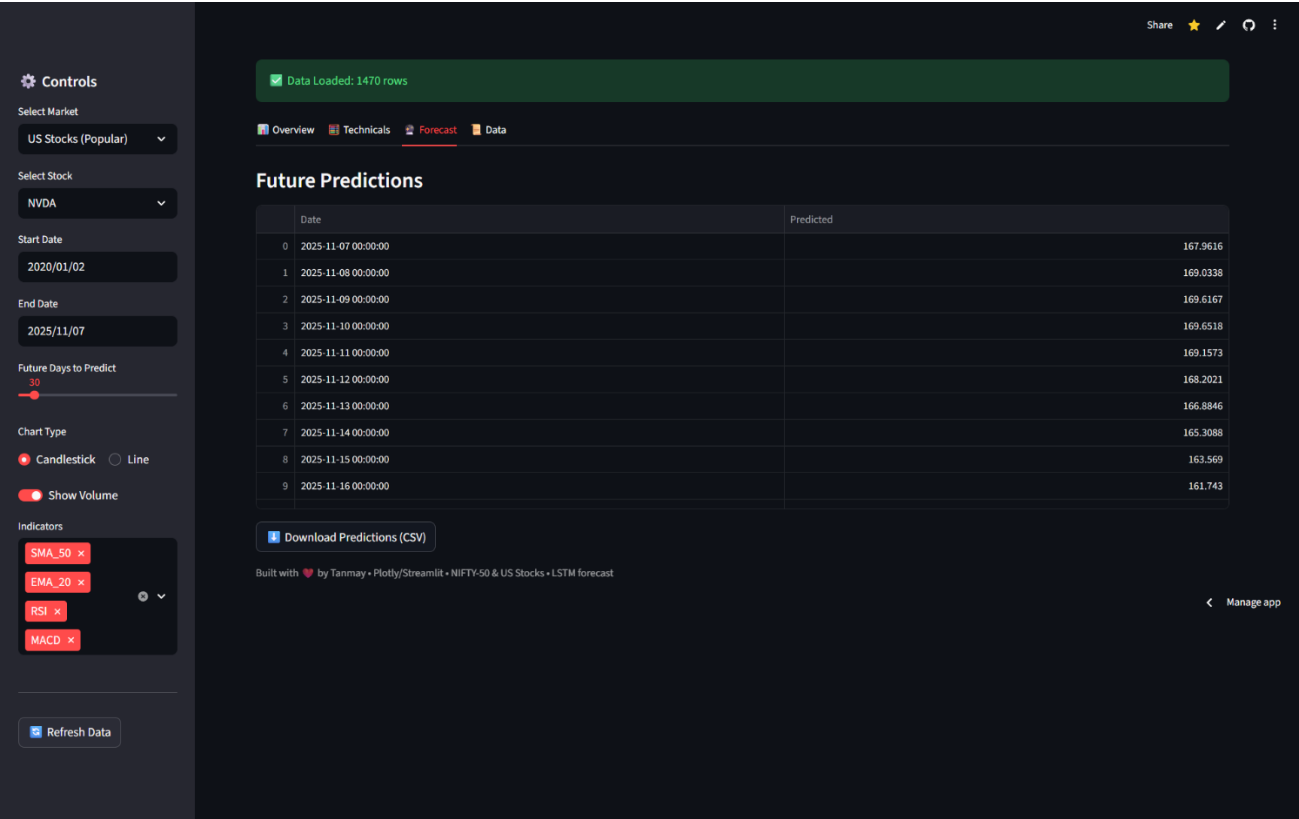 Share
⚙️ Controls
Select Market
US Stocks (Popular)
Select Stock
NVDA
Start Date
2020/01/02
End Date
2025/11/07
Future Days to Predict
30
Chart Type
Candlestick Line
Show Volume
Indicators
SMA_50 ×
EMA_20 ×
RSI ×
MACD ×
Refresh Data
✅ Data Loaded: 1470 rows
Overview Technicals Forecast Data
Future Predictions
Date Predicted
0 2025-11-07 00:00:00 167.9616
1 2025-11-08 00:00:00 169.0338
2 2025-11-09 00:00:00 169.6167
3 2025-11-10 00:00:00 169.6518
4 2025-11-11 00:00:00 169.1573
5 2025-11-12 00:00:00 168.2021
6 2025-11-13 00:00:00 166.8846
7 2025-11-14 00:00:00 165.3088
8 2025-11-15 00:00:00 163.569
9 2025-11-16 00:00:00 161.743
Download Predictions (CSV)
Built with ❤️ by Tanmay • Plotly/Streamlit • NIFTY-50 & US Stocks • LSTM forecast
Manage app